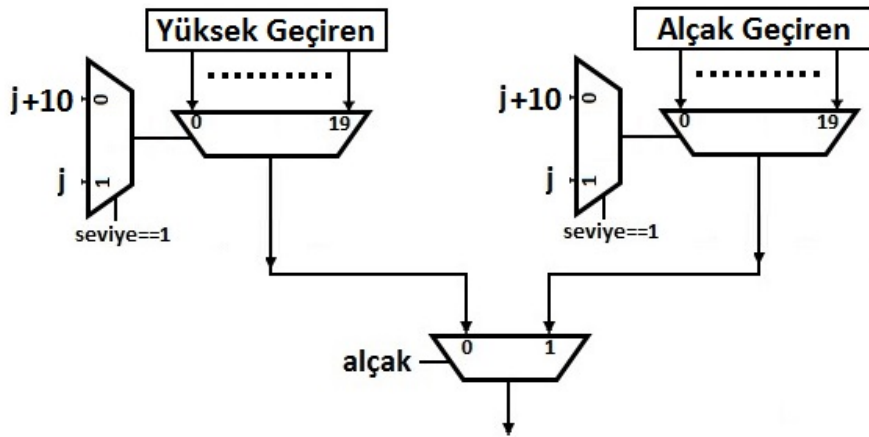 Yüksek Geçiren
Alçak Geçiren
j+10
0
j
1
seviye==1
0
19
j+10
0
j
1
seviye==1
0
19
alçak
0
1